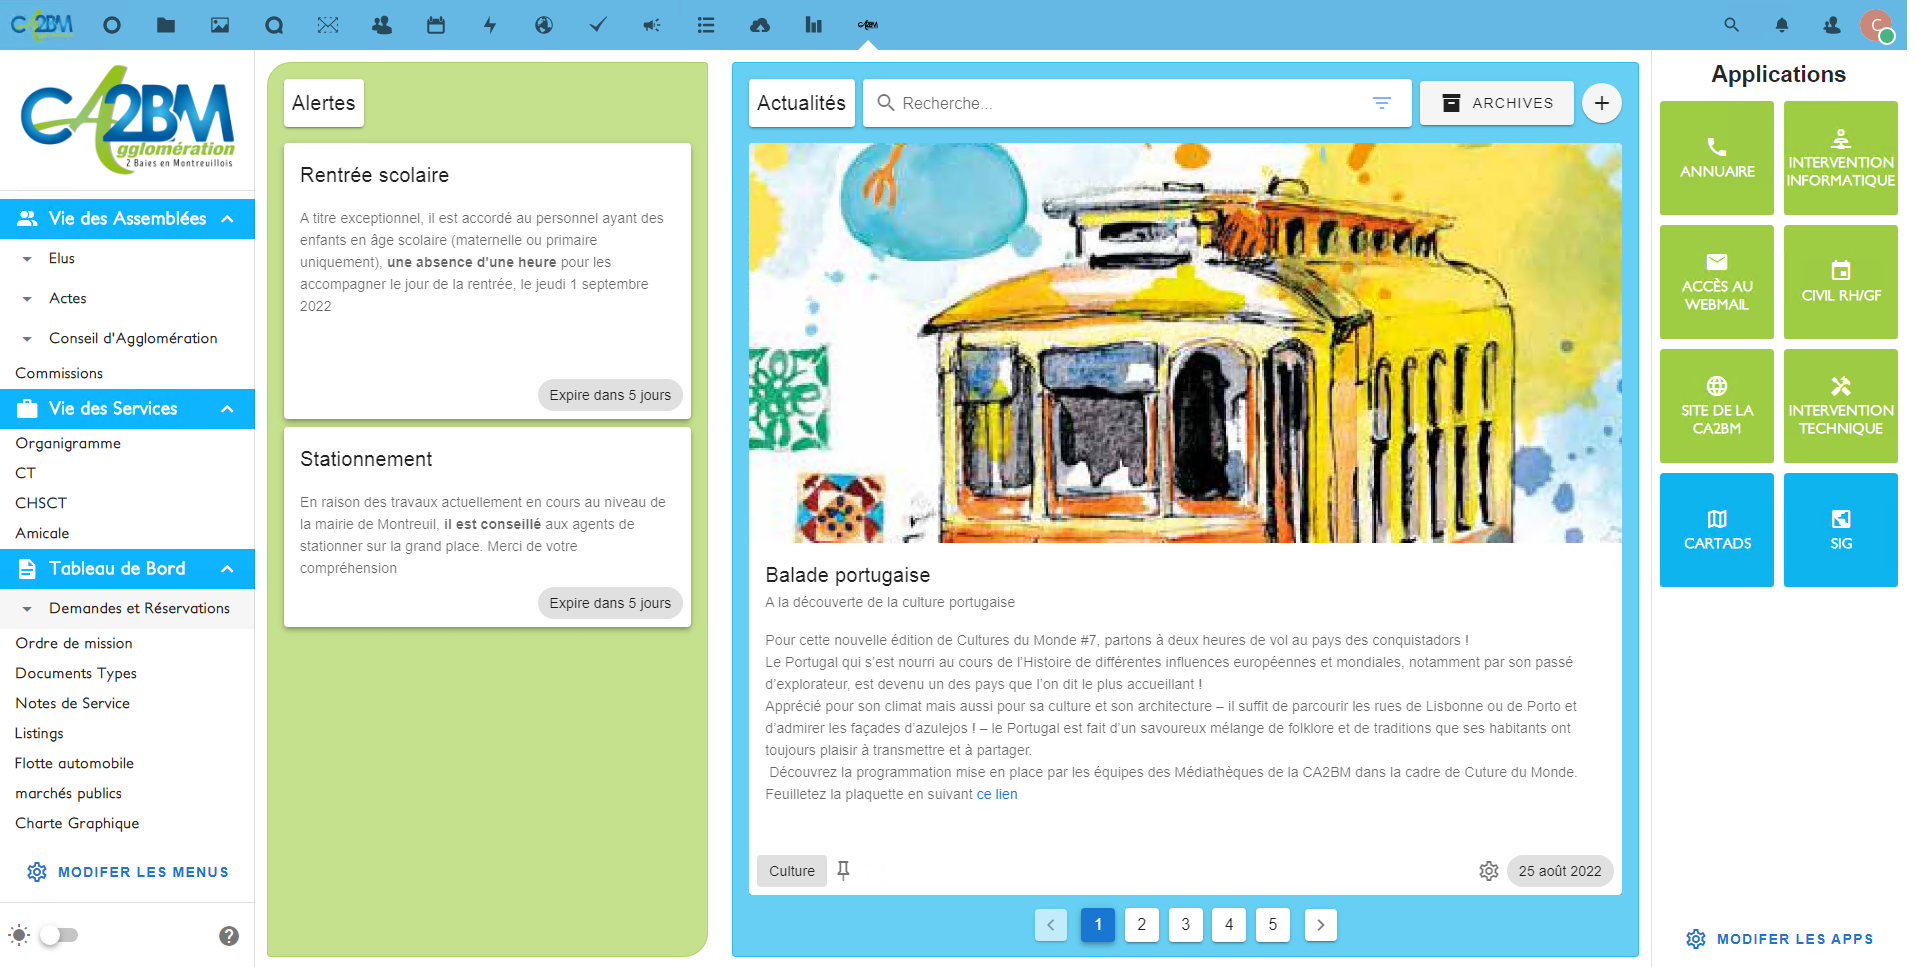 CA2BM
C
CA2BM
agglomération
2 Baies en Montreuillois
Vie des Assemblées
Elus
Actes
Conseil d'Agglomération
Commissions
Vie des Services
Organigramme
CT
CHSCT
Amicale
Tableau de Bord
Demandes et Réservations
Ordre de mission
Documents Types
Notes de Service
Listings
Flotte automobile
marchés publics
Charte Graphique
MODIFER LES MENUS
Alertes
Rentrée scolaire
A titre exceptionnel, il est accordé au personnel ayant des
enfants en âge scolaire (maternelle ou primaire
uniquement), une absence d'une heure pour les
accompagner le jour de la rentrée, le jeudi 1 septembre
2022
Expire dans 5 jours
Stationnement
En raison des travaux actuellement en cours au niveau de
la mairie de Montreuil, il est conseillé aux agents de
stationner sur la grand place. Merci de votre
compréhension
Expire dans 5 jours
Actualités
Recherche...
ARCHIVES
Balade portugaise
A la découverte de la culture portugaise
Pour cette nouvelle édition de Cultures du Monde #7, partons à deux heures de vol au pays des conquistadors !
Le Portugal qui s’est nourri au cours de l’Histoire de différentes influences européennes et mondiales, notamment par son passé
d’explorateur, est devenu un des pays que l’on dit le plus accueillant !
Apprécié pour son climat mais aussi pour sa culture et son architecture – il suffit de parcourir les rues de Lisbonne ou de Porto et
d’admirer les façades d’azulejos ! – le Portugal est fait d’un savoureux mélange de folklore et de traditions que ses habitants ont
toujours plaisir à transmettre et à partager.
Découvrez la programmation mise en place par les équipes des Médiathèques de la CA2BM dans la cadre de Cuture du Monde.
Feuilletez la plaquette en suivant ce lien
Culture
25 août 2022
1 2 3 4 5
Applications
ANNUAIRE
INTERVENTION
INFORMATIQUE
ACCÈS AU
WEBMAIL
CIVIL RH/GF
SITE DE LA
CA2BM
INTERVENTION
TECHNIQUE
CARTADS
SIG
MODIFER LES APPS